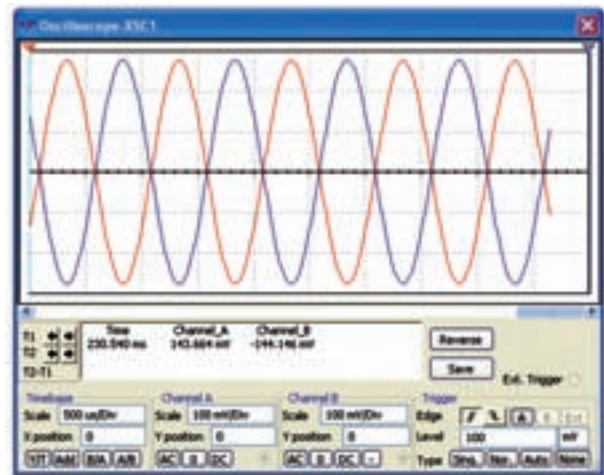 Oscilloscope-XSC1
T1
T2
T2-T1
Time Channel_A Channel_B
230.540 ms 143.664 mV -144.146 mV
Reverse
Save
Ext. Trigger
Timebase
Scale 500 us/Div
X position 0
Y/T Add B/A A/B
Channel A
Scale 100 mV/Div
Y position 0
AC 0 DC
Channel B
Scale 100 mV/Div
Y position 0
AC 0 DC -
Trigger
Edge A
Level 100 mV
Type Sing. Nor. Auto None